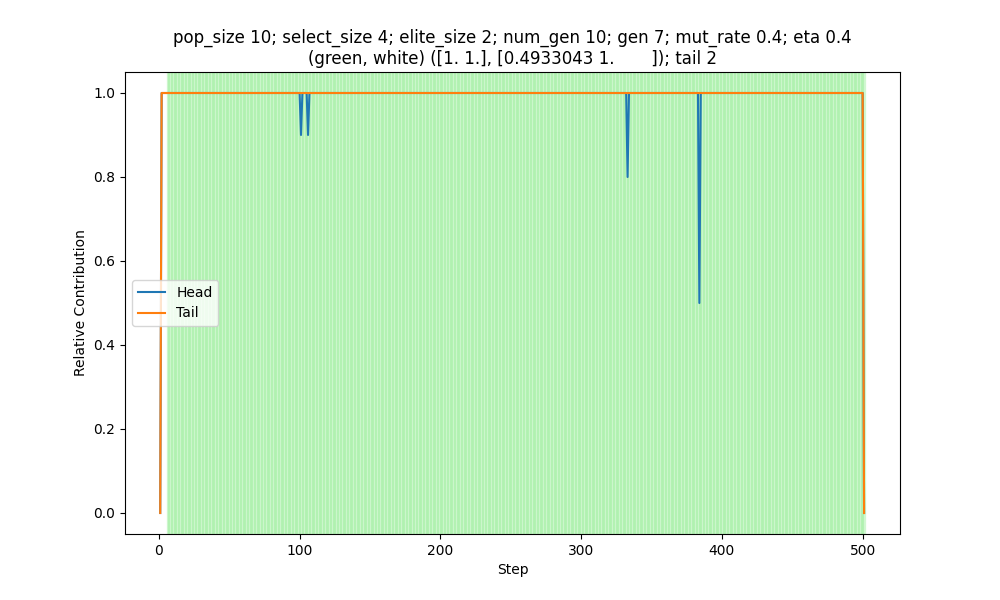 pop_size 10; select_size 4; elite_size 2; num_gen 10; gen 7; mut_rate 0.4; eta 0.4
(green, white) ([1. 1.], [0.4933043 1.        ]); tail 2
1.0
0.8
0.6
0.4
0.2
0.0
Relative Contribution
Head
Tail
0
100
200
300
400
500
Step